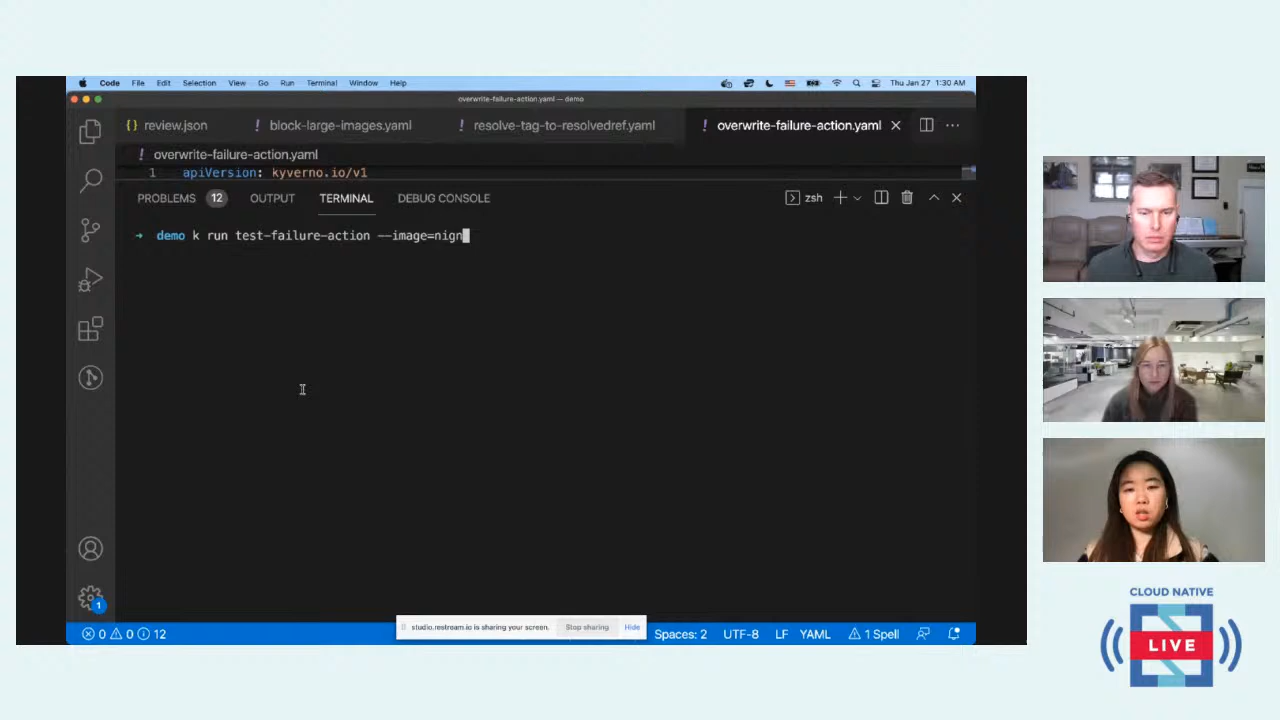 Code File Edit Selection View Go Run Terminal Window Help Thu Jan 27 1:30 AM
overwrite-failure-action.yaml — demo
{} review.json ! block-large-images.yaml ! resolve-tag-to-resolvedref.yaml ! overwrite-failure-action.yaml
! overwrite-failure-action.yaml
1 apiVersion: kyverno.io/v1
PROBLEMS 12 OUTPUT TERMINAL DEBUG CONSOLE zsh
→ demo k run test-failure-action --image=nign
1
studio.restream.io is sharing your screen. Stop sharing Hide
0 0 12 Spaces: 2 UTF-8 LF YAML 1 Spell
CLOUD NATIVE
LIVE